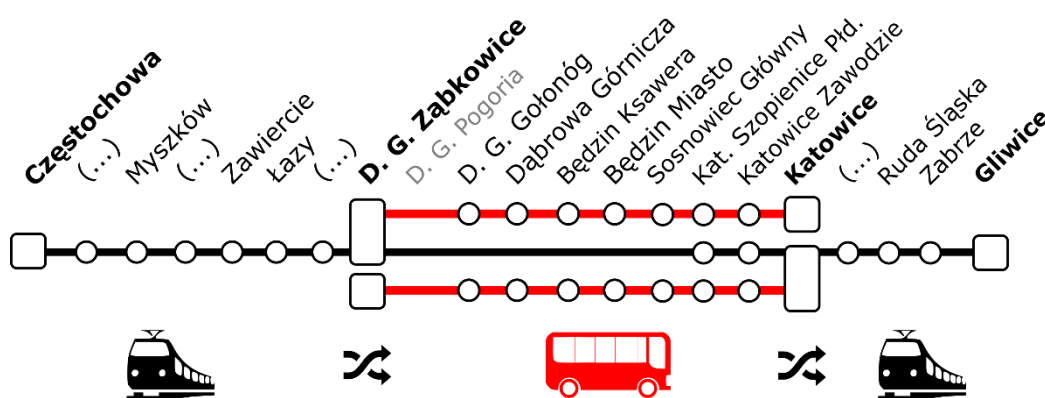 Częstochowa
(...)
Myszków
(...)
Zawiercie
Łazy
(...)
D. G. Ząbkowice
D. G. Pogoria
D. G. Gołonóg
Dąbrowa Górnicza
Będzin Ksawera
Będzin Miasto
Sosnowiec Główny
Kat. Szopienice Płd.
Katowice Zawodzie
Katowice
(...)
Ruda Śląska
Zabrze
Gliwice